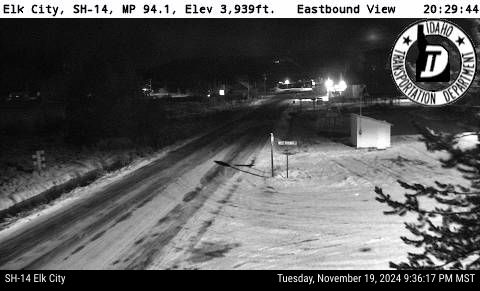 Elk City, SH-14, MP 94.1, Elev 3,939ft.   Eastbound View   20:29:44
IDAHO
TRANSPORTATION DEPARTMENT
SH-14 Elk City
Tuesday, November 19, 2024 9:36:17 PM MST